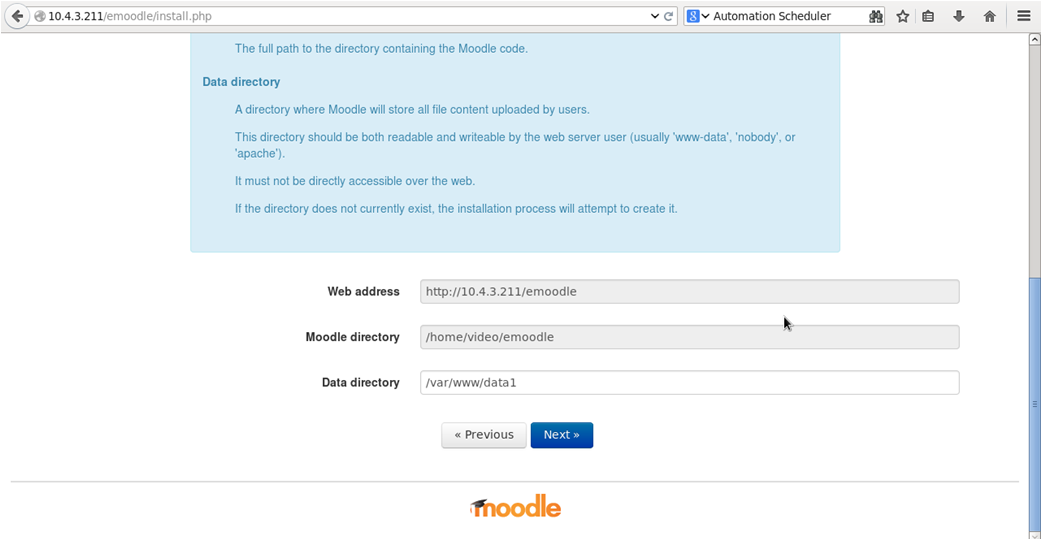 10.4.3.211/emoodle/install.php
Automation Scheduler
The full path to the directory containing the Moodle code.
Data directory
A directory where Moodle will store all file content uploaded by users.
This directory should be both readable and writeable by the web server user (usually 'www-data', 'nobody', or
'apache').
It must not be directly accessible over the web.
If the directory does not currently exist, the installation process will attempt to create it.
Web address
http://10.4.3.211/emoodle
Moodle directory
/home/video/emoodle
Data directory
/var/www/data1
« Previous
Next »
moodle